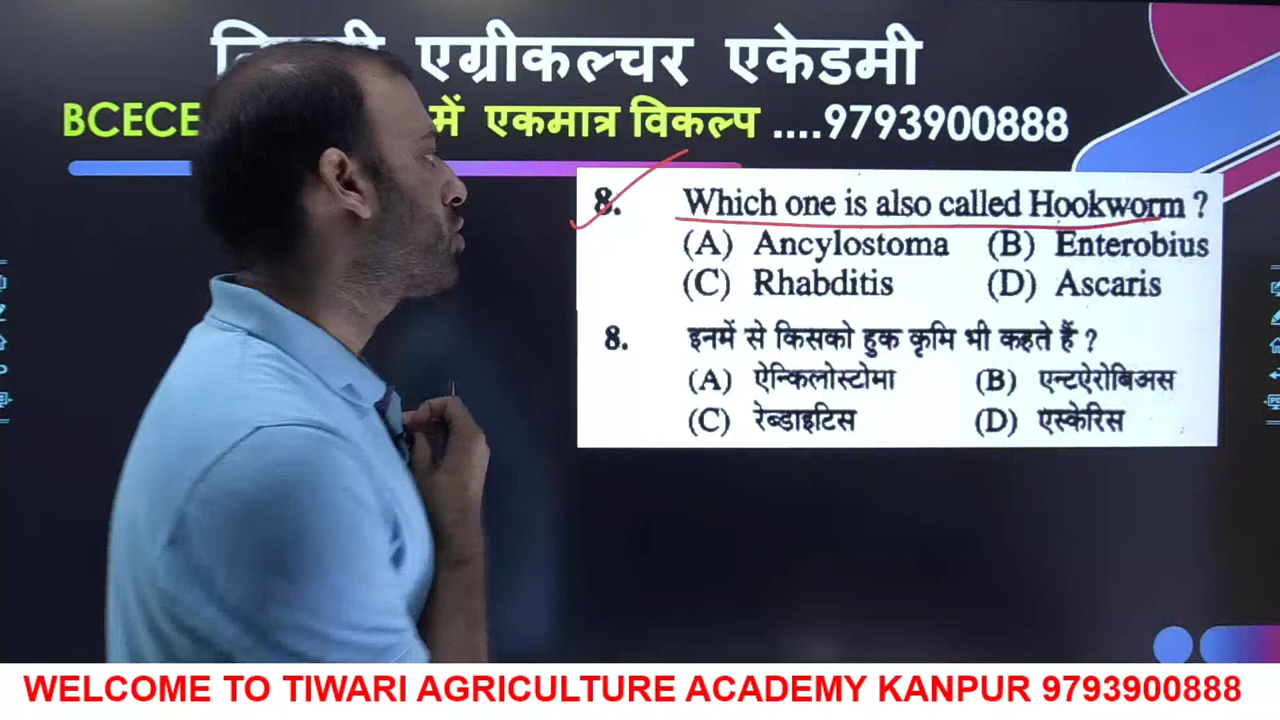 एग्रीकल्चर एकेडमी
BCECE में एकमात्र विकल्प ....9793900888
8. Which one is also called Hookworm ?
(A) Ancylostoma (B) Enterobius
(C) Rhabditis (D) Ascaris
8. इनमें से किसको हुक कृमि भी कहते हैं ?
(A) ऐन्किलोस्टोमा (B) एन्टऐरोबिअस
(C) रेब्डाइटिस (D) एस्केरिस
WELCOME TO TIWARI AGRICULTURE ACADEMY KANPUR 9793900888